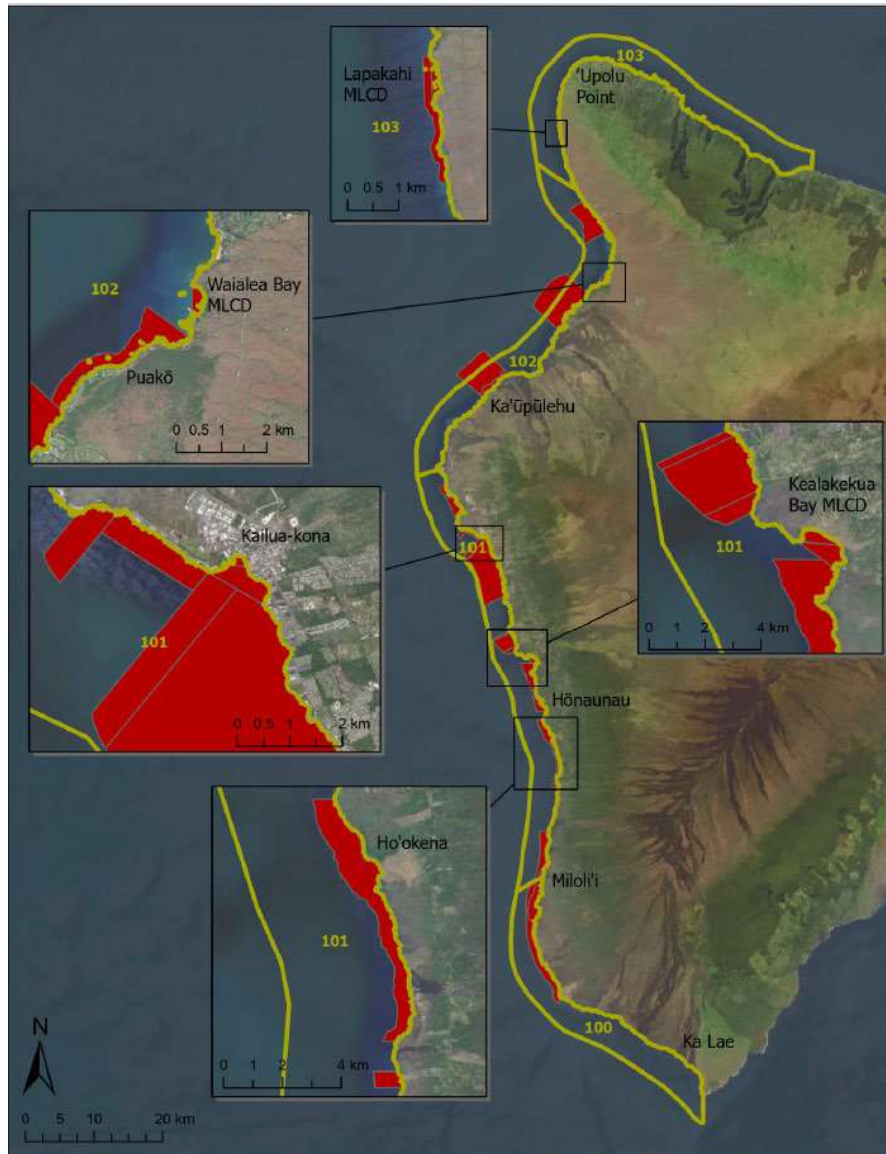 Lapakahi
MLCD
103
0 0.5 1 km
103
'Upolu
Point
102
Waialea Bay
MLCD
Puakō
0 0.5 1 2 km
102
Ka'ūpūlehu
Kealakekua
Bay MLCD
101
0 2 4 km
Kailua-kona
101
0 0.5 1 2 km
101
Hōnaunau
Ho'okena
101
0 2 4 km
Miloli'i
100
Ka Lae
N
0 5 10 20 km